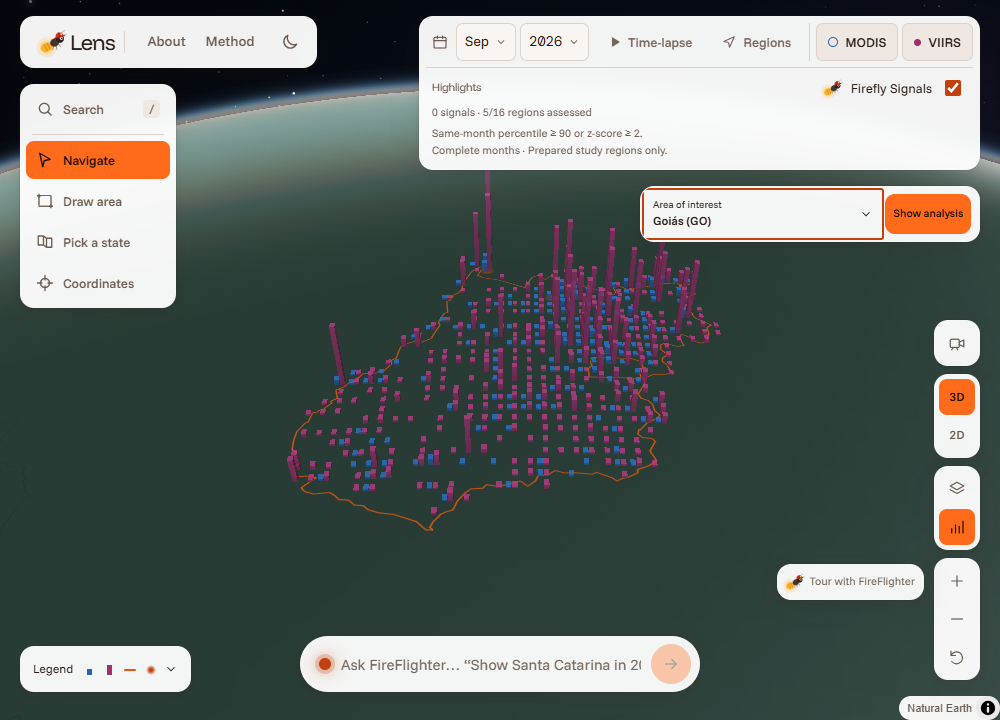 Lens
About
Method
Sep
2026
Time-lapse
Regions
MODIS
VIIRS
Highlights
Firefly Signals
0 signals · 5/16 regions assessed
Same-month percentile ≥ 90 or z-score ≥ 2.
Complete months · Prepared study regions only.
Search
/
Navigate
Draw area
Pick a state
Coordinates
Area of interest
Goiás (GO)
Show analysis
3D
2D
Tour with FireFlighter
Legend
Ask FireFlighter... “Show Santa Catarina in 20
Natural Earth